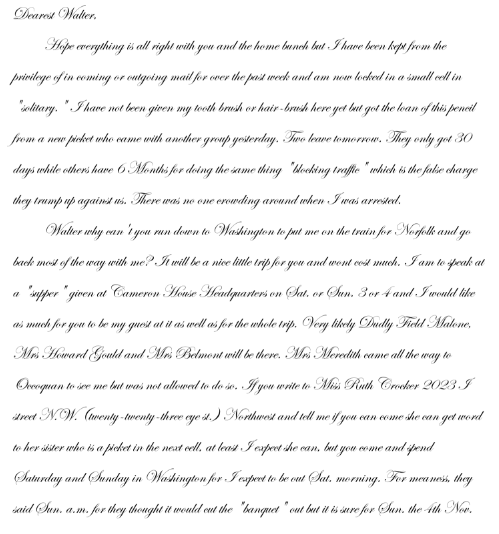 Dearest Walter,
Hope everything is all right with you and the home bunch but I have been kept from the
privilege of in coming or outgoing mail for over the past week and am now locked in a small cell in
"solitary." I have not been given my tooth brush or hair-brush here yet but got the loan of this pencil
from a new picket who came with another group yesterday. Two leave tomorrow. They only got 30
days while others have 6 Months for doing the same thing "blocking traffic" which is the false charge
they trump up against us. There was no one crowding around when I was arrested.
Walter why can't you run down to Washington to put me on the train for Norfolk and go
back most of the way with me? It will be a nice little trip for you and wont cost much. I am to speak at
a "supper" given at Cameron House Headquarters on Sat. or Sun. 3 or 4 and I would like
as much for you to be my guest at it as well as for the whole trip. Very likely Dudly Field Malone,
Mrs Howard Gould and Mrs Belmont will be there. Mrs Meredith came all the way to
Occoquan to see me but was not allowed to do so. If you write to Miss Ruth Crocker 2023 I
street N.W. (twenty-twenty-three eye st.) Northwest and tell me if you can come she can get word
to her sister who is a picket in the next cell, at least I expect she can, but you come and spend
Saturday and Sunday in Washington for I expect to be out Sat. morning. For meaness, they
said Sun. a.m. for they thought it would cut the "banquet" out but it is sure for Sun. the 4th Nov.